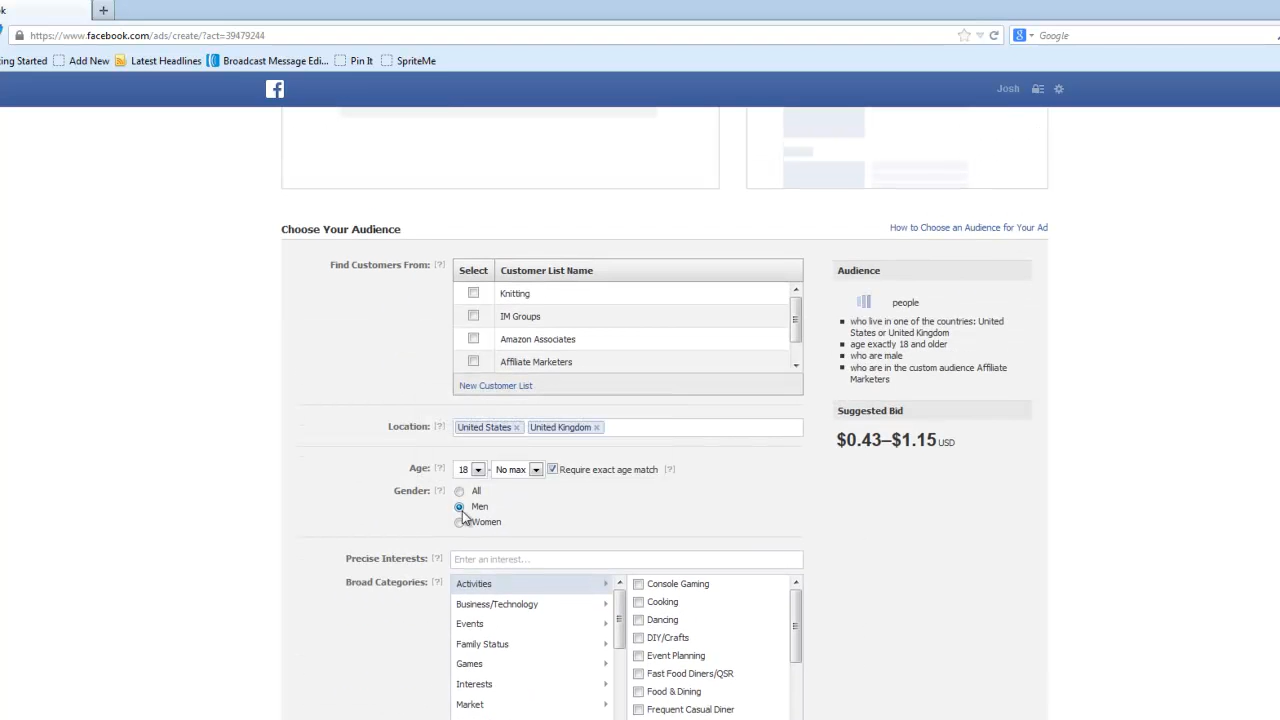 ok
+
https://www.facebook.com/ads/create/?act=39479244
Google
ing Started
Add New
Latest Headlines
Broadcast Message Edi...
Pin It
SpriteMe
Josh
Choose Your Audience
How to Choose an Audience for Your Ad
Find Customers From: [?]
Select
Customer List Name
Knitting
IM Groups
Amazon Associates
Affiliate Marketers
New Customer List
Audience
people
who live in one of the countries: United
States or United Kingdom
age exactly 18 and older
who are male
who are in the custom audience Affiliate
Marketers
Suggested Bid
$0.43–$1.15 USD
Location: [?]
United States ×
United Kingdom ×
Age: [?]
18 - No max
Require exact age match [?]
Gender: [?]
All
Men
Women
Precise Interests: [?]
Enter an interest...
Broad Categories: [?]
Activities
Business/Technology
Events
Family Status
Games
Interests
Market
Console Gaming
Cooking
Dancing
DIY/Crafts
Event Planning
Fast Food Diners/QSR
Food & Dining
Frequent Casual Diner